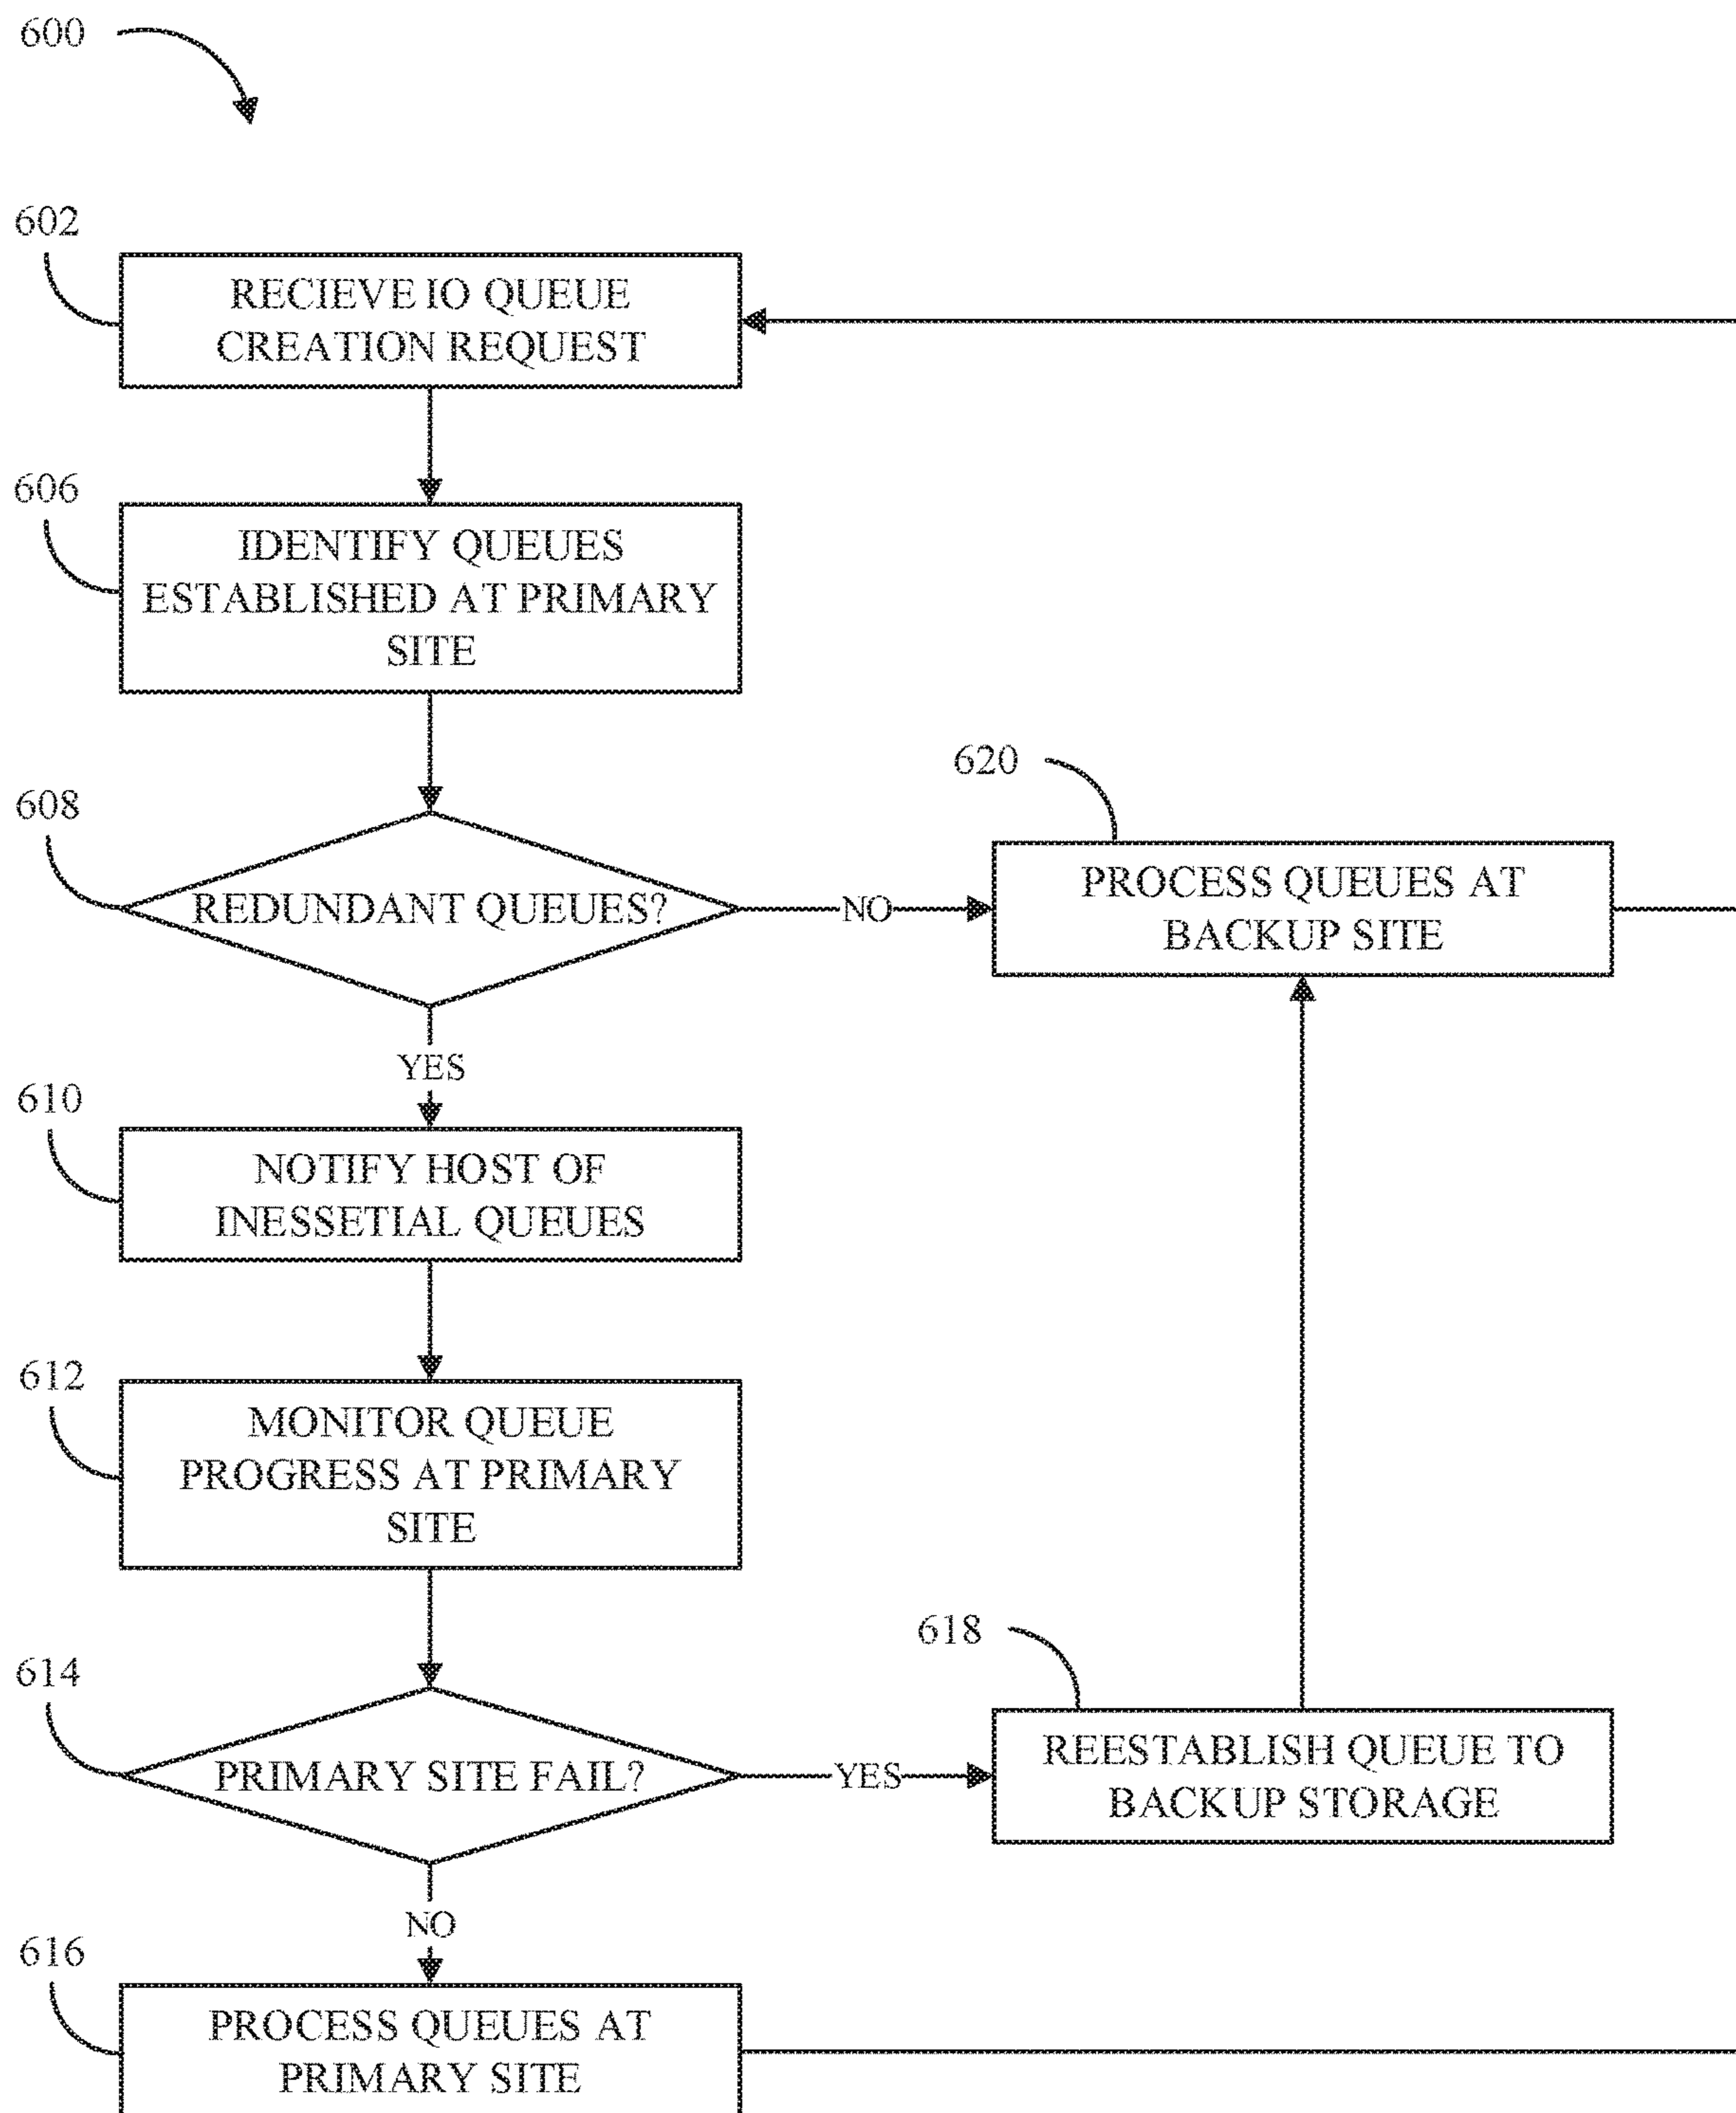 600
602
RECIEVE IO QUEUE
CREATION REQUEST
606
IDENTIFY QUEUES
ESTABLISHED AT PRIMARY
SITE
608
REDUNDANT QUEUES?
NO
620
PROCESS QUEUES AT
BACKUP SITE
YES
610
NOTIFY HOST OF
INESSETIAL QUEUES
612
MONITOR QUEUE
PROGRESS AT PRIMARY
SITE
614
PRIMARY SITE FAIL?
YES
618
REESTABLISH QUEUE TO
BACKUP STORAGE
NO
616
PROCESS QUEUES AT
PRIMARY SITE